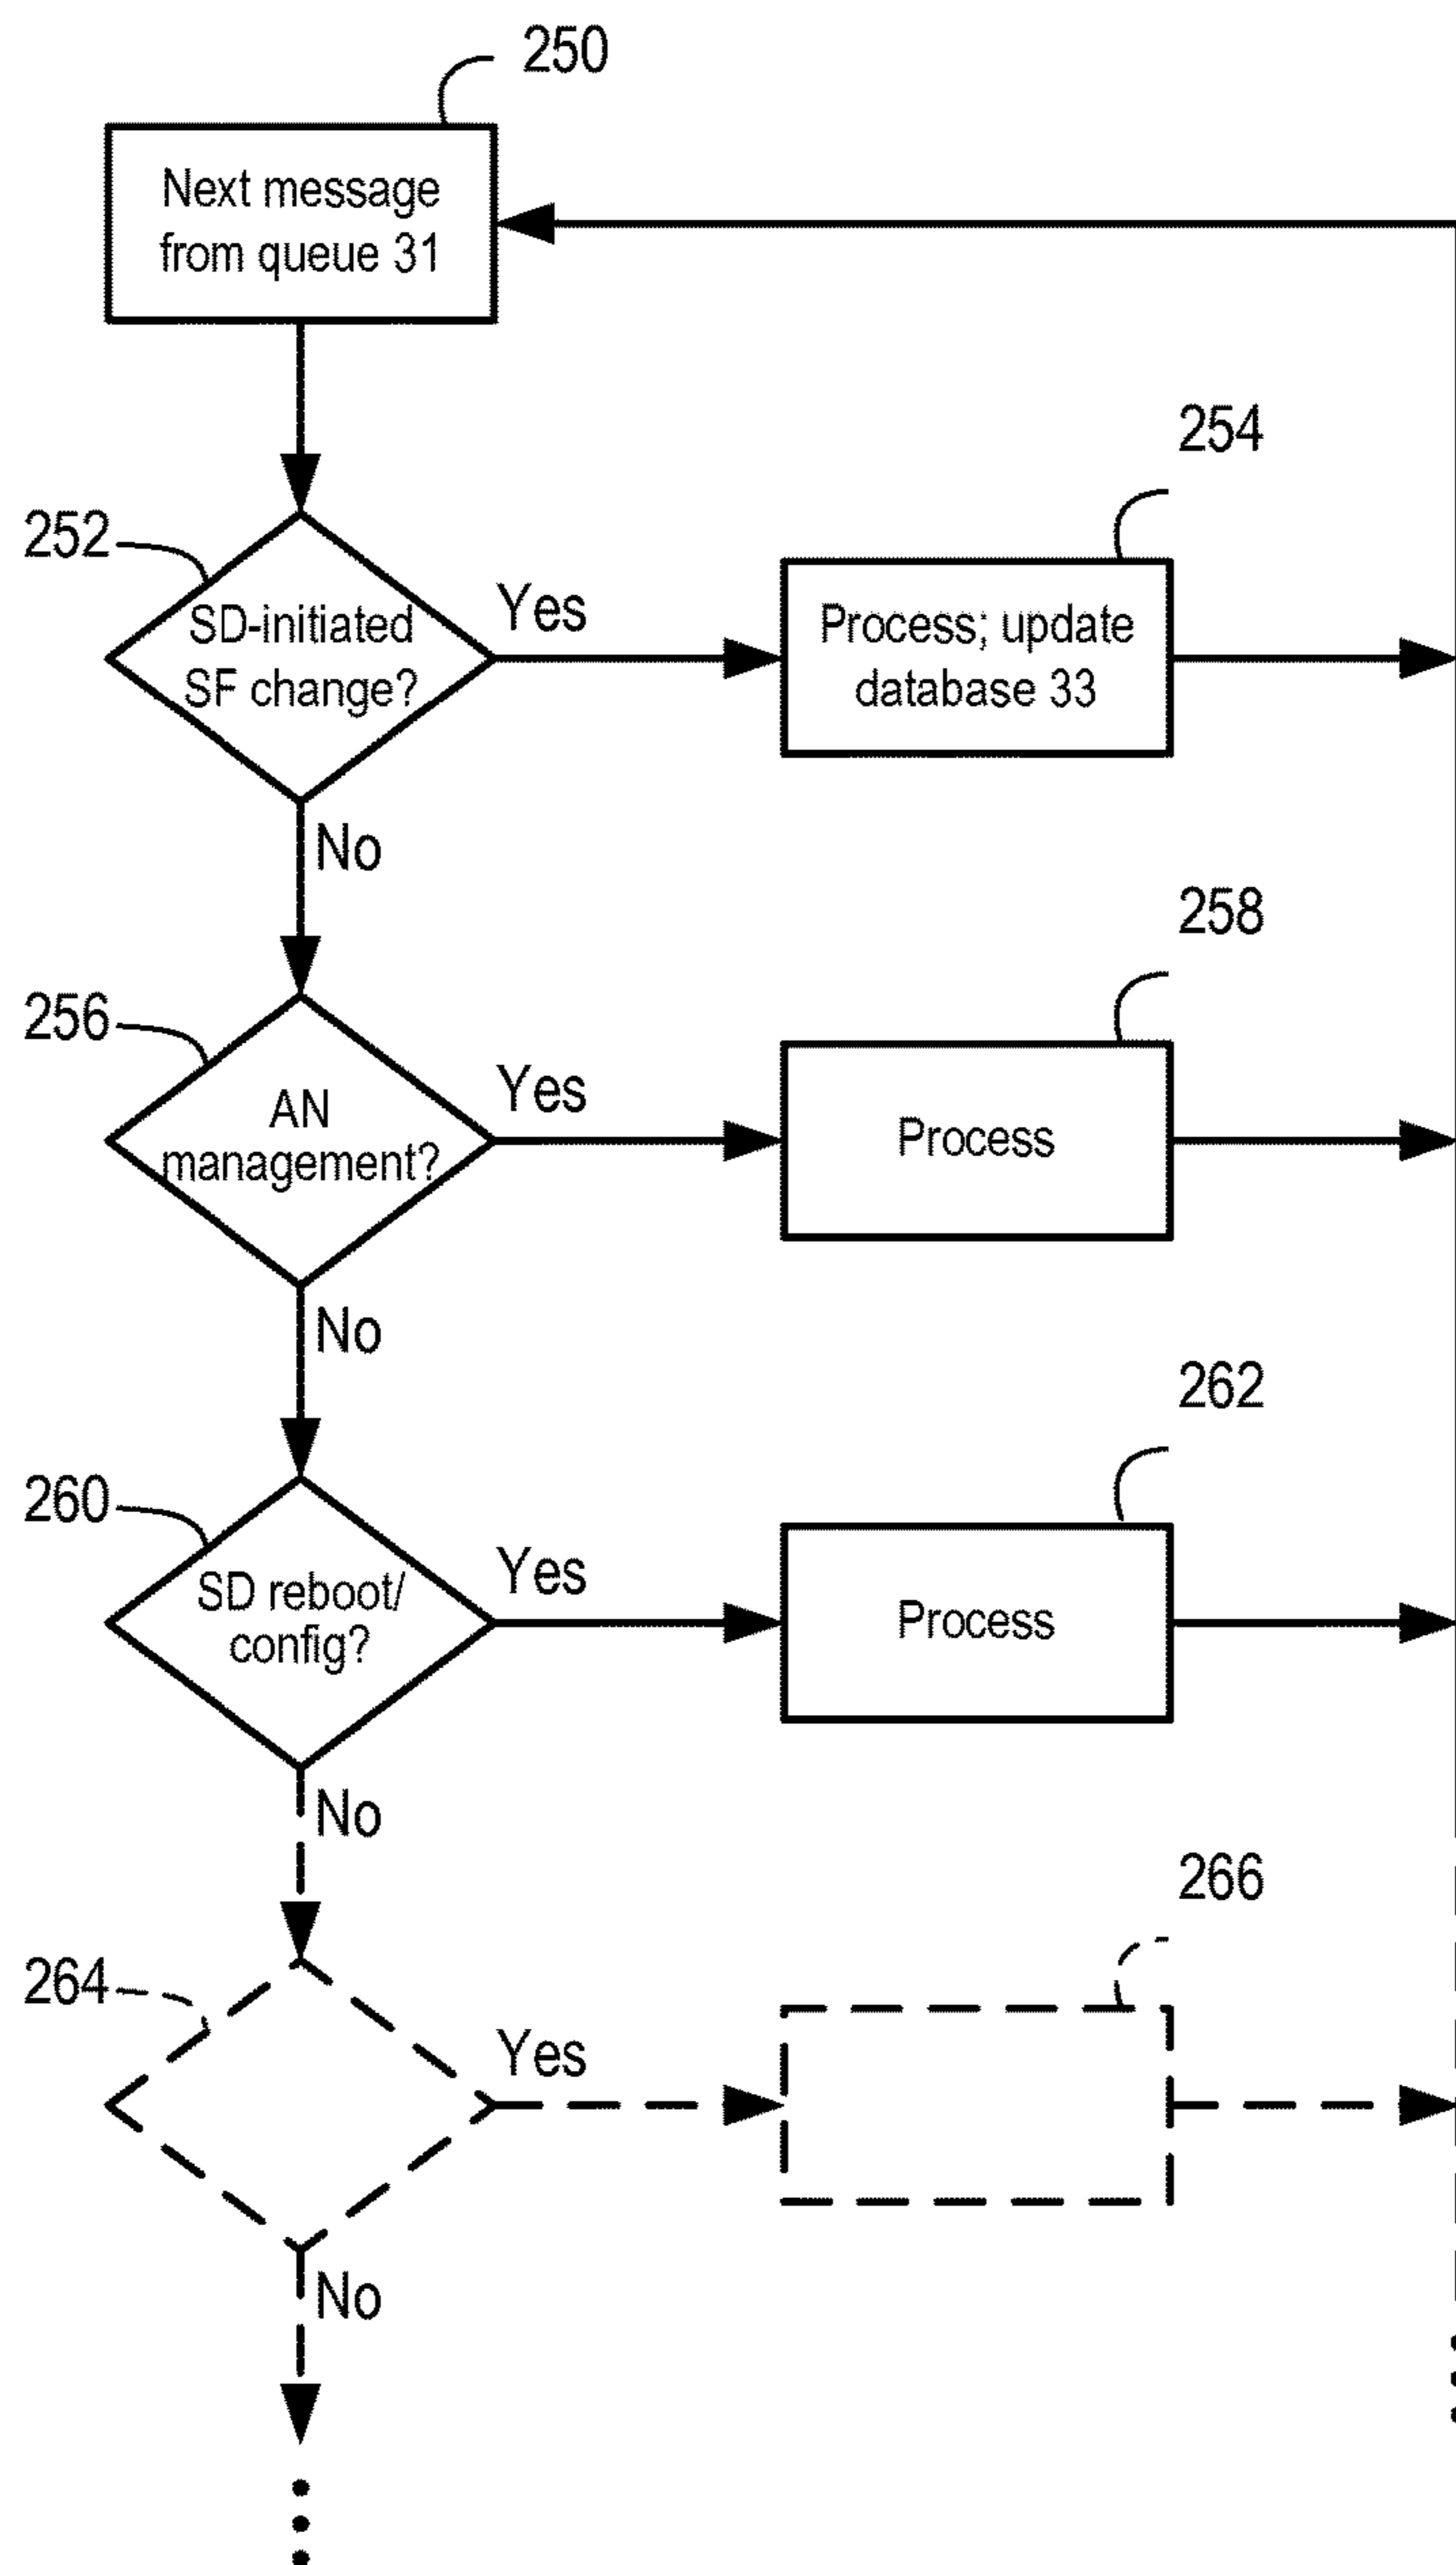 250
Next message
from queue 31
254
252
SD-initiated
SF change?
Yes
Process; update
database 33
No
258
256
AN
management?
Yes
Process
No
262
260
SD reboot/
config?
Yes
Process
No
266
264
Yes
No